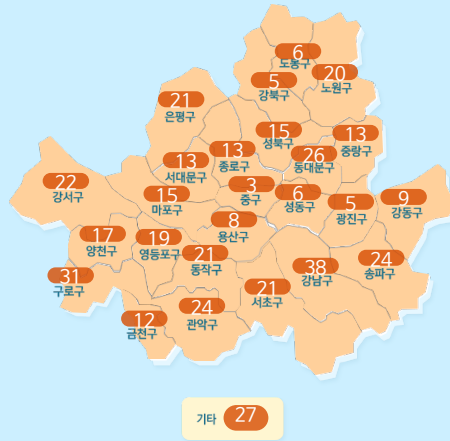 6
도봉구
20
노원구
5
강북구
21
은평구
15
성북구
13
중랑구
13
종로구
26
동대문구
13
서대문구
22
강서구
3
중구
6
성동구
15
마포구
5
광진구
9
강동구
8
용산구
17
양천구
19
영등포구
21
동작구
24
송파구
38
강남구
31
구로구
21
서초구
24
관악구
12
금천구
기타 27